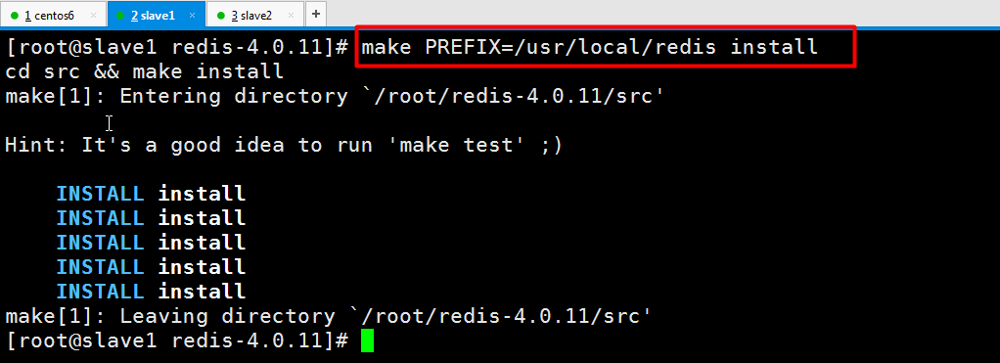 1 centos6 × 2 slave1 × 3 slave2 × +
[root@slave1 redis-4.0.11]# make PREFIX=/usr/local/redis install
cd src && make install
make[1]: Entering directory `/root/redis-4.0.11/src'
Hint: It's a good idea to run 'make test' ;)
INSTALL install
INSTALL install
INSTALL install
INSTALL install
INSTALL install
make[1]: Leaving directory `/root/redis-4.0.11/src'
[root@slave1 redis-4.0.11]#